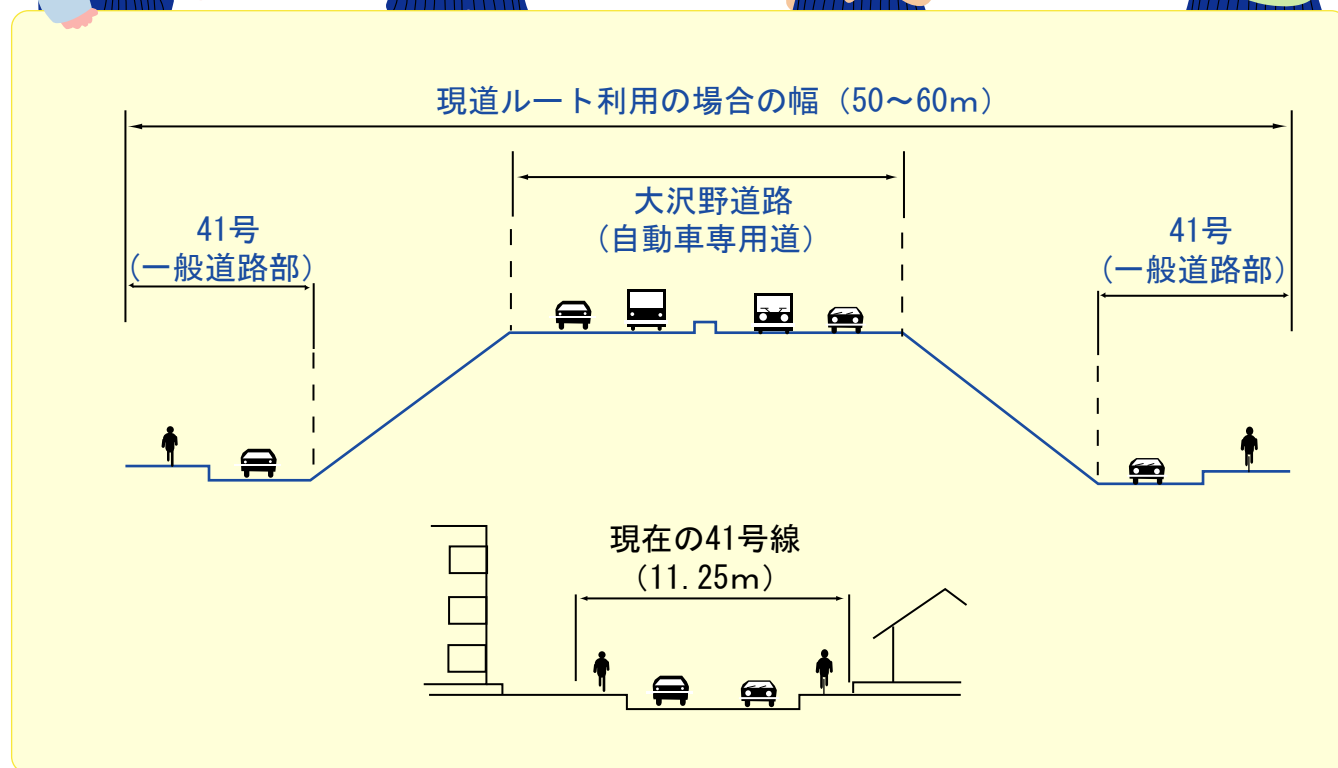 現道ルート利用の場合の幅（50～60ｍ）
大沢野道路
（自動車専用道）
41号
（一般道路部）
41号
（一般道路部）
現在の41号線
（11.25ｍ）